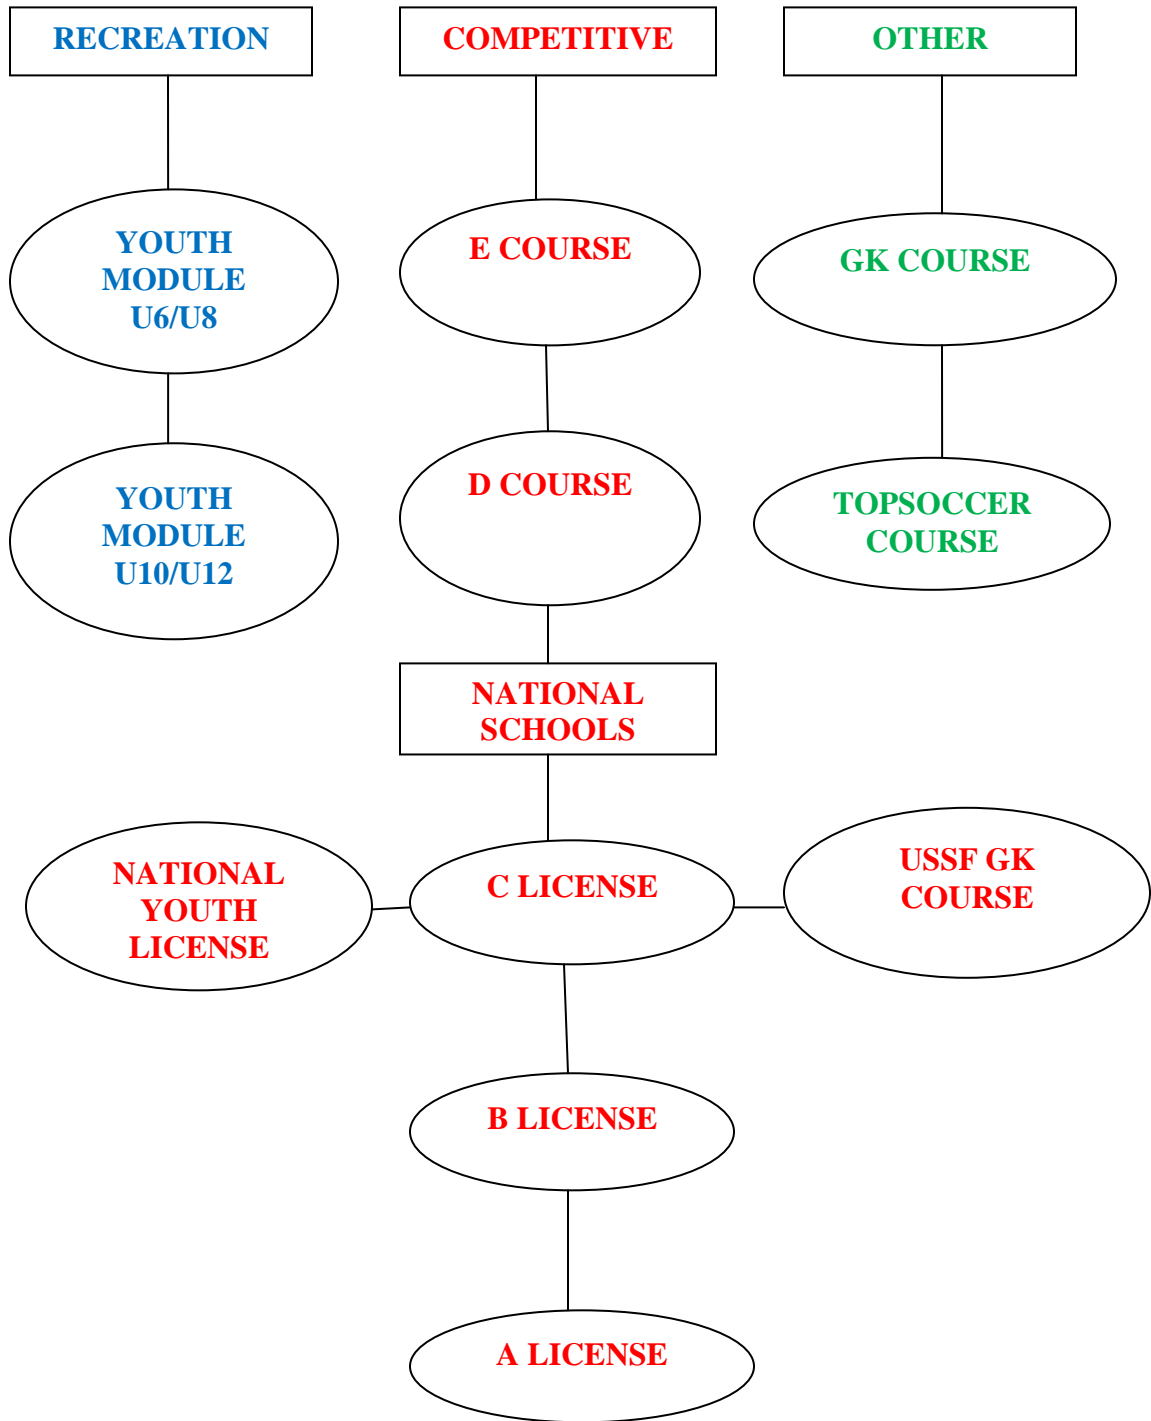 RECREATION
COMPETITIVE
OTHER
YOUTH
MODULE
U6/U8
E COURSE
GK COURSE
YOUTH
MODULE
U10/U12
D COURSE
TOPSOCCER
COURSE
NATIONAL
SCHOOLS
NATIONAL
YOUTH
LICENSE
C LICENSE
USSF GK
COURSE
B LICENSE
A LICENSE